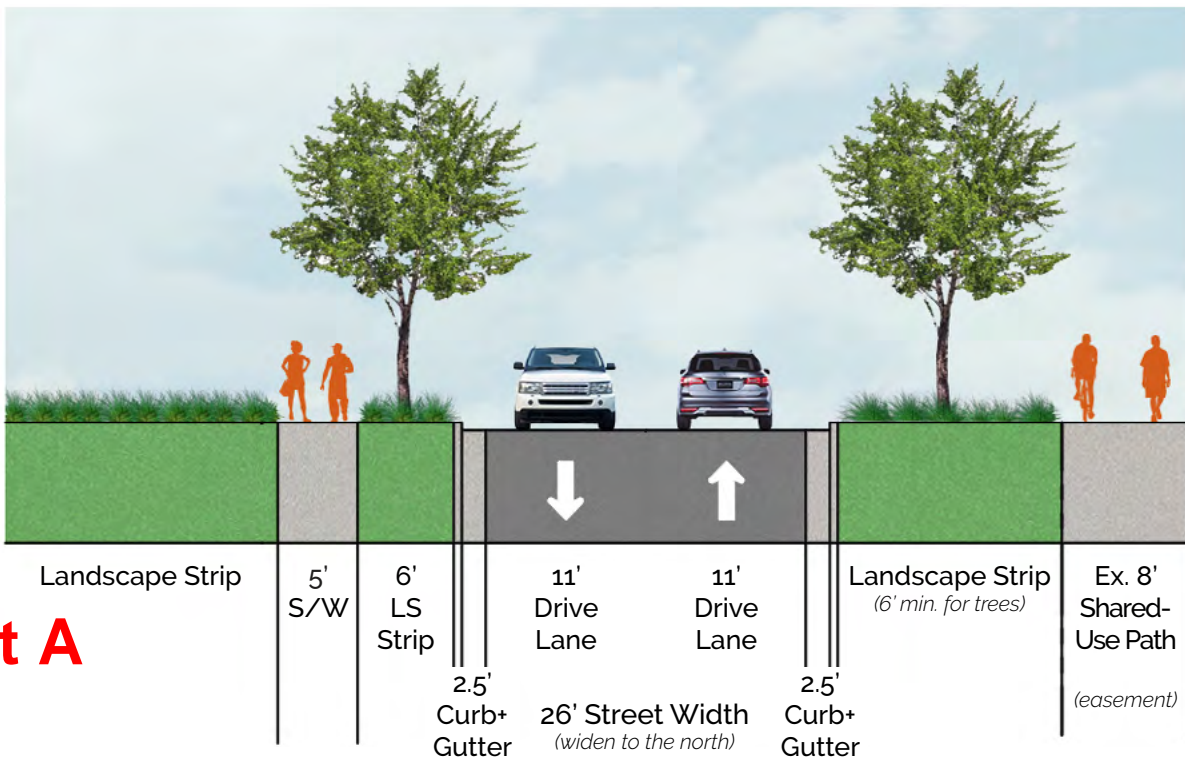 Landscape Strip
5'
S/W
6'
LS
Strip
11'
Drive
Lane
11'
Drive
Lane
Landscape Strip
(6' min. for trees)
Ex. 8'
Shared-
Use Path
(easement)
t A
2.5'
Curb+
Gutter
26' Street Width
(widen to the north)
2.5'
Curb+
Gutter